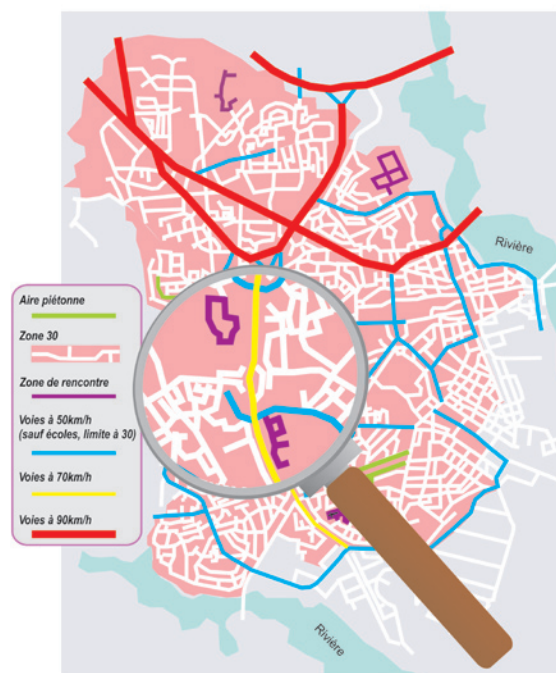 Rivière
Aire piétonne
Zone 30
Zone de rencontre
Voies à 50km/h
(sauf écoles, limite à 30)
Voies à 70km/h
Voies à 90km/h
Rivière